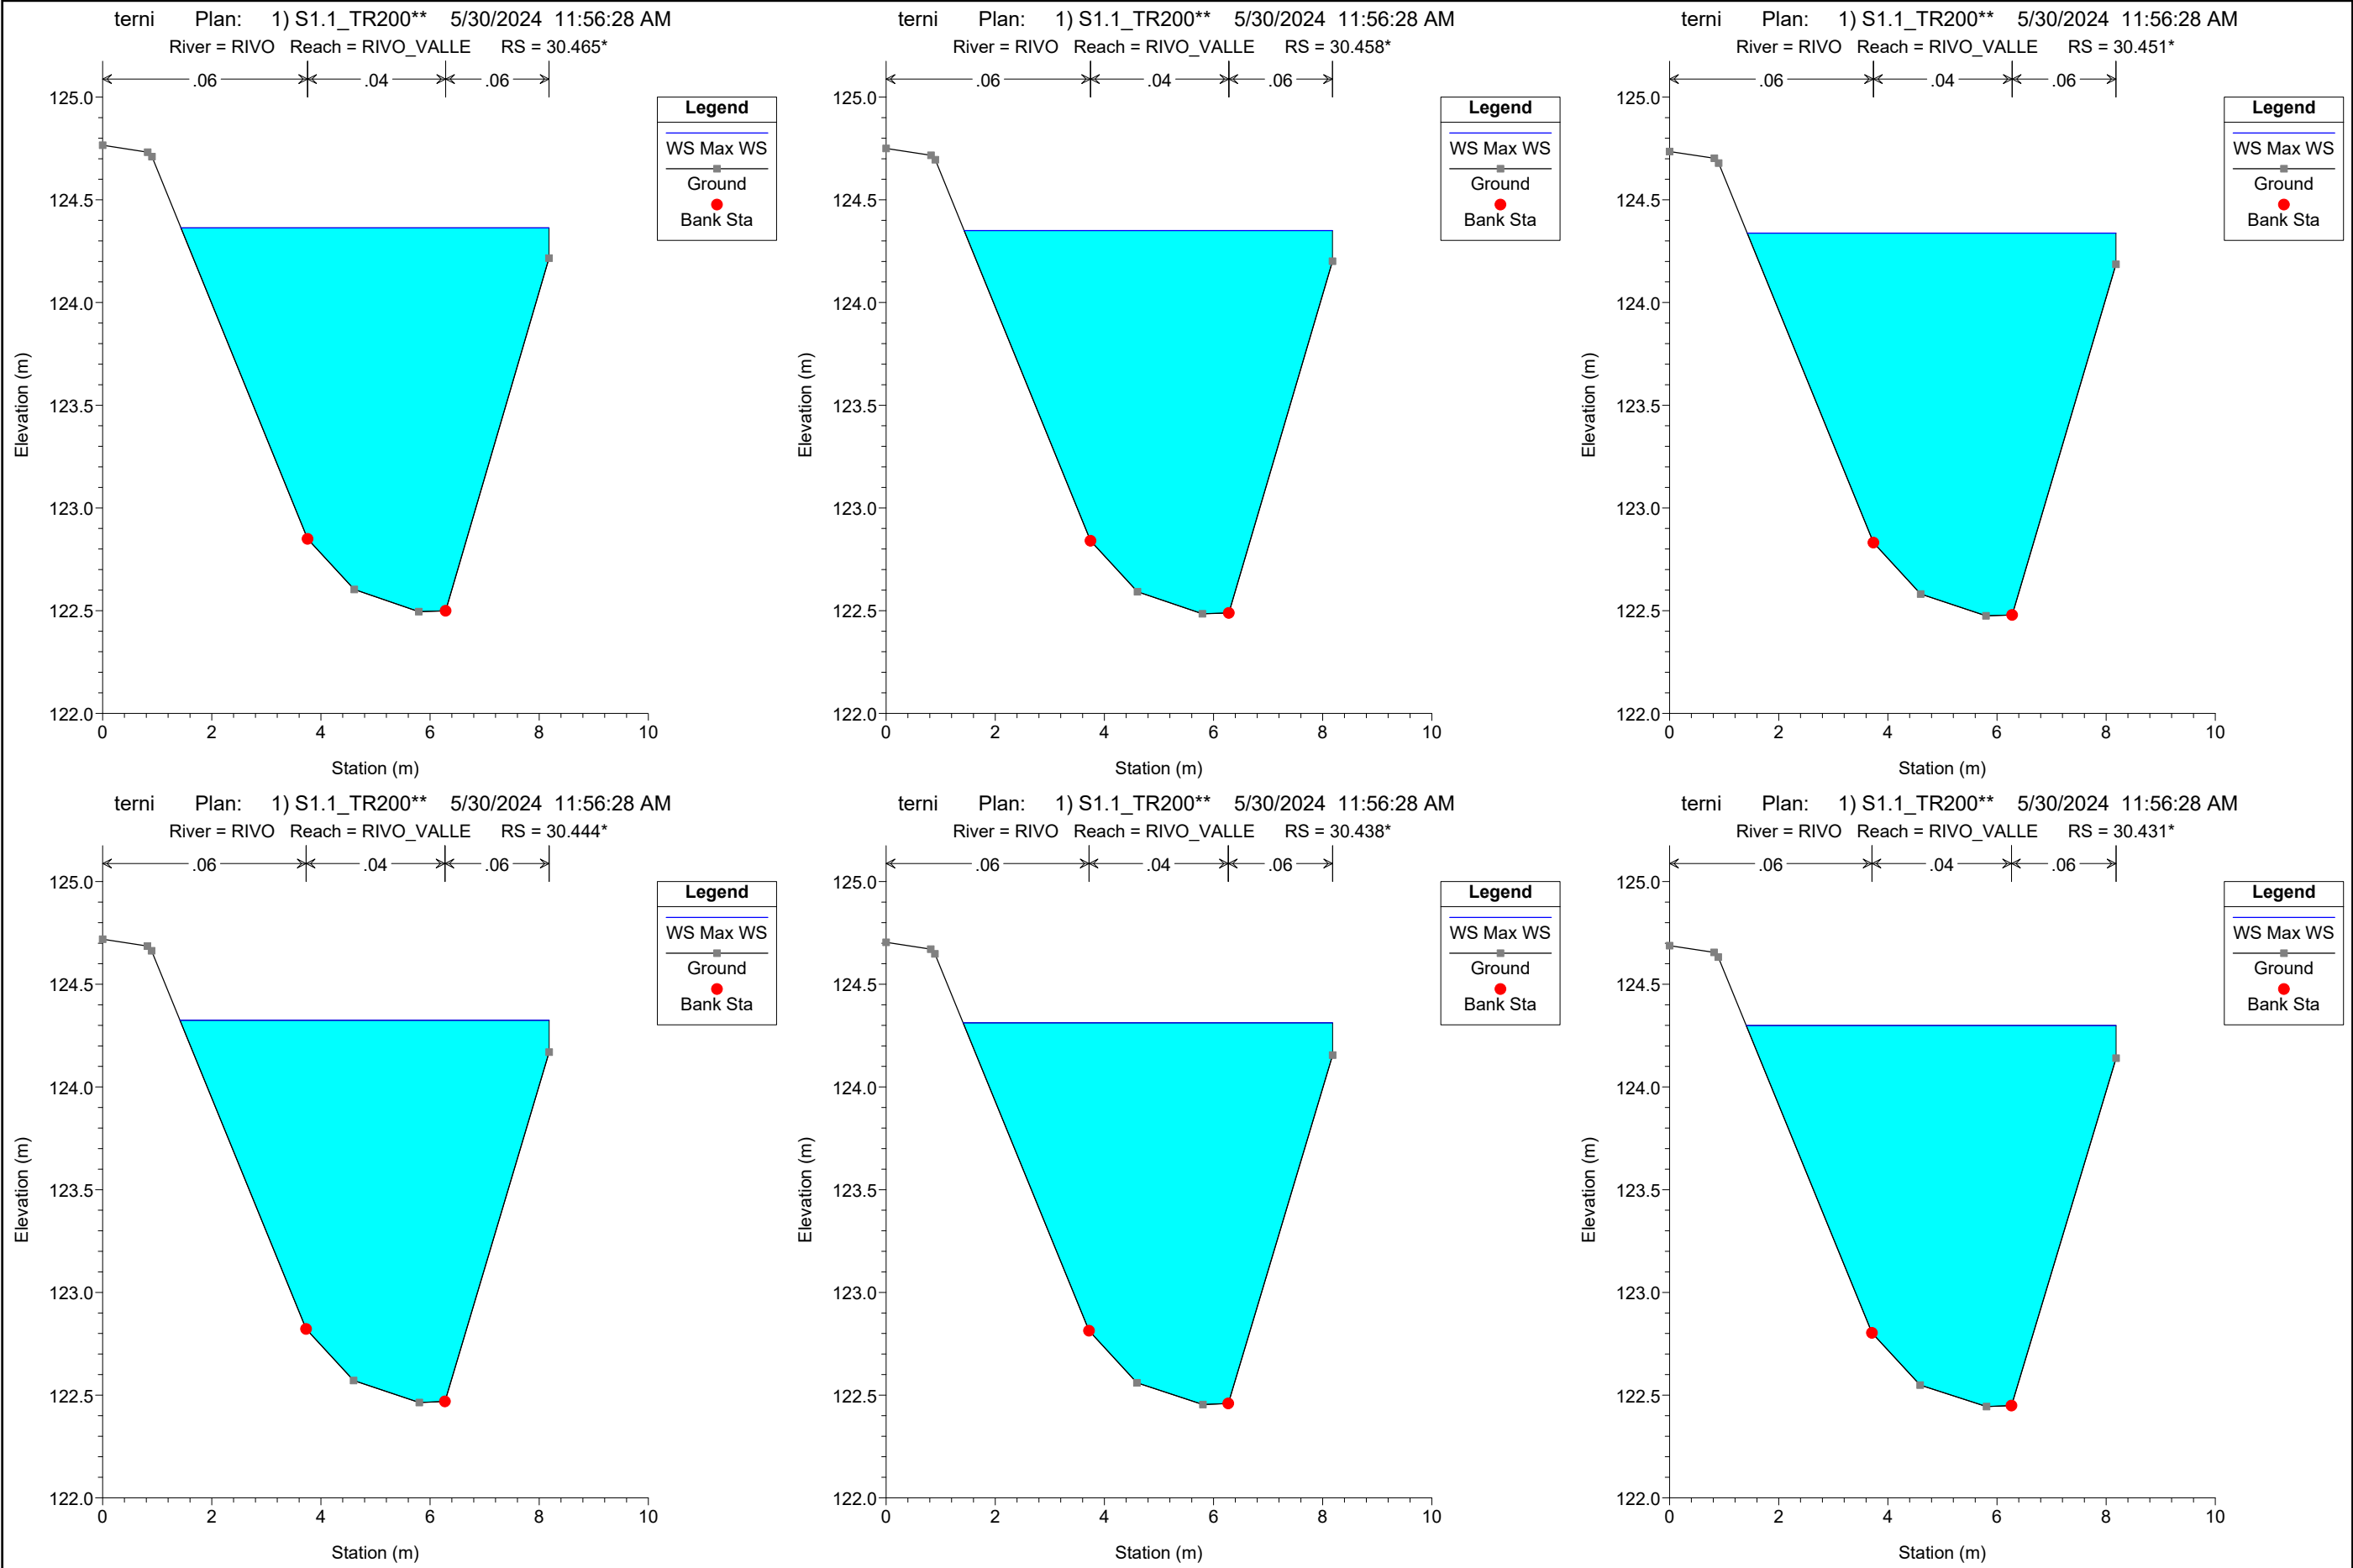 terni Plan: 1) S1.1_TR200** 5/30/2024 11:56:28 AM
River = RIVO Reach = RIVO_VALLE RS = 30.465*
.06 .04 .06
125.0
124.5
124.0
123.5
123.0
122.5
122.0
Elevation (m)
0 2 4 6 8 10
Station (m)
Legend
WS Max WS
Ground
Bank Sta
terni Plan: 1) S1.1_TR200** 5/30/2024 11:56:28 AM
River = RIVO Reach = RIVO_VALLE RS = 30.458*
.06 .04 .06
125.0
124.5
124.0
123.5
123.0
122.5
122.0
Elevation (m)
0 2 4 6 8 10
Station (m)
Legend
WS Max WS
Ground
Bank Sta
terni Plan: 1) S1.1_TR200** 5/30/2024 11:56:28 AM
River = RIVO Reach = RIVO_VALLE RS = 30.451*
.06 .04 .06
125.0
124.5
124.0
123.5
123.0
122.5
122.0
Elevation (m)
0 2 4 6 8 10
Station (m)
Legend
WS Max WS
Ground
Bank Sta
terni Plan: 1) S1.1_TR200** 5/30/2024 11:56:28 AM
River = RIVO Reach = RIVO_VALLE RS = 30.444*
.06 .04 .06
125.0
124.5
124.0
123.5
123.0
122.5
122.0
Elevation (m)
0 2 4 6 8 10
Station (m)
Legend
WS Max WS
Ground
Bank Sta
terni Plan: 1) S1.1_TR200** 5/30/2024 11:56:28 AM
River = RIVO Reach = RIVO_VALLE RS = 30.438*
.06 .04 .06
125.0
124.5
124.0
123.5
123.0
122.5
122.0
Elevation (m)
0 2 4 6 8 10
Station (m)
Legend
WS Max WS
Ground
Bank Sta
terni Plan: 1) S1.1_TR200** 5/30/2024 11:56:28 AM
River = RIVO Reach = RIVO_VALLE RS = 30.431*
.06 .04 .06
125.0
124.5
124.0
123.5
123.0
122.5
122.0
Elevation (m)
0 2 4 6 8 10
Station (m)
Legend
WS Max WS
Ground
Bank Sta